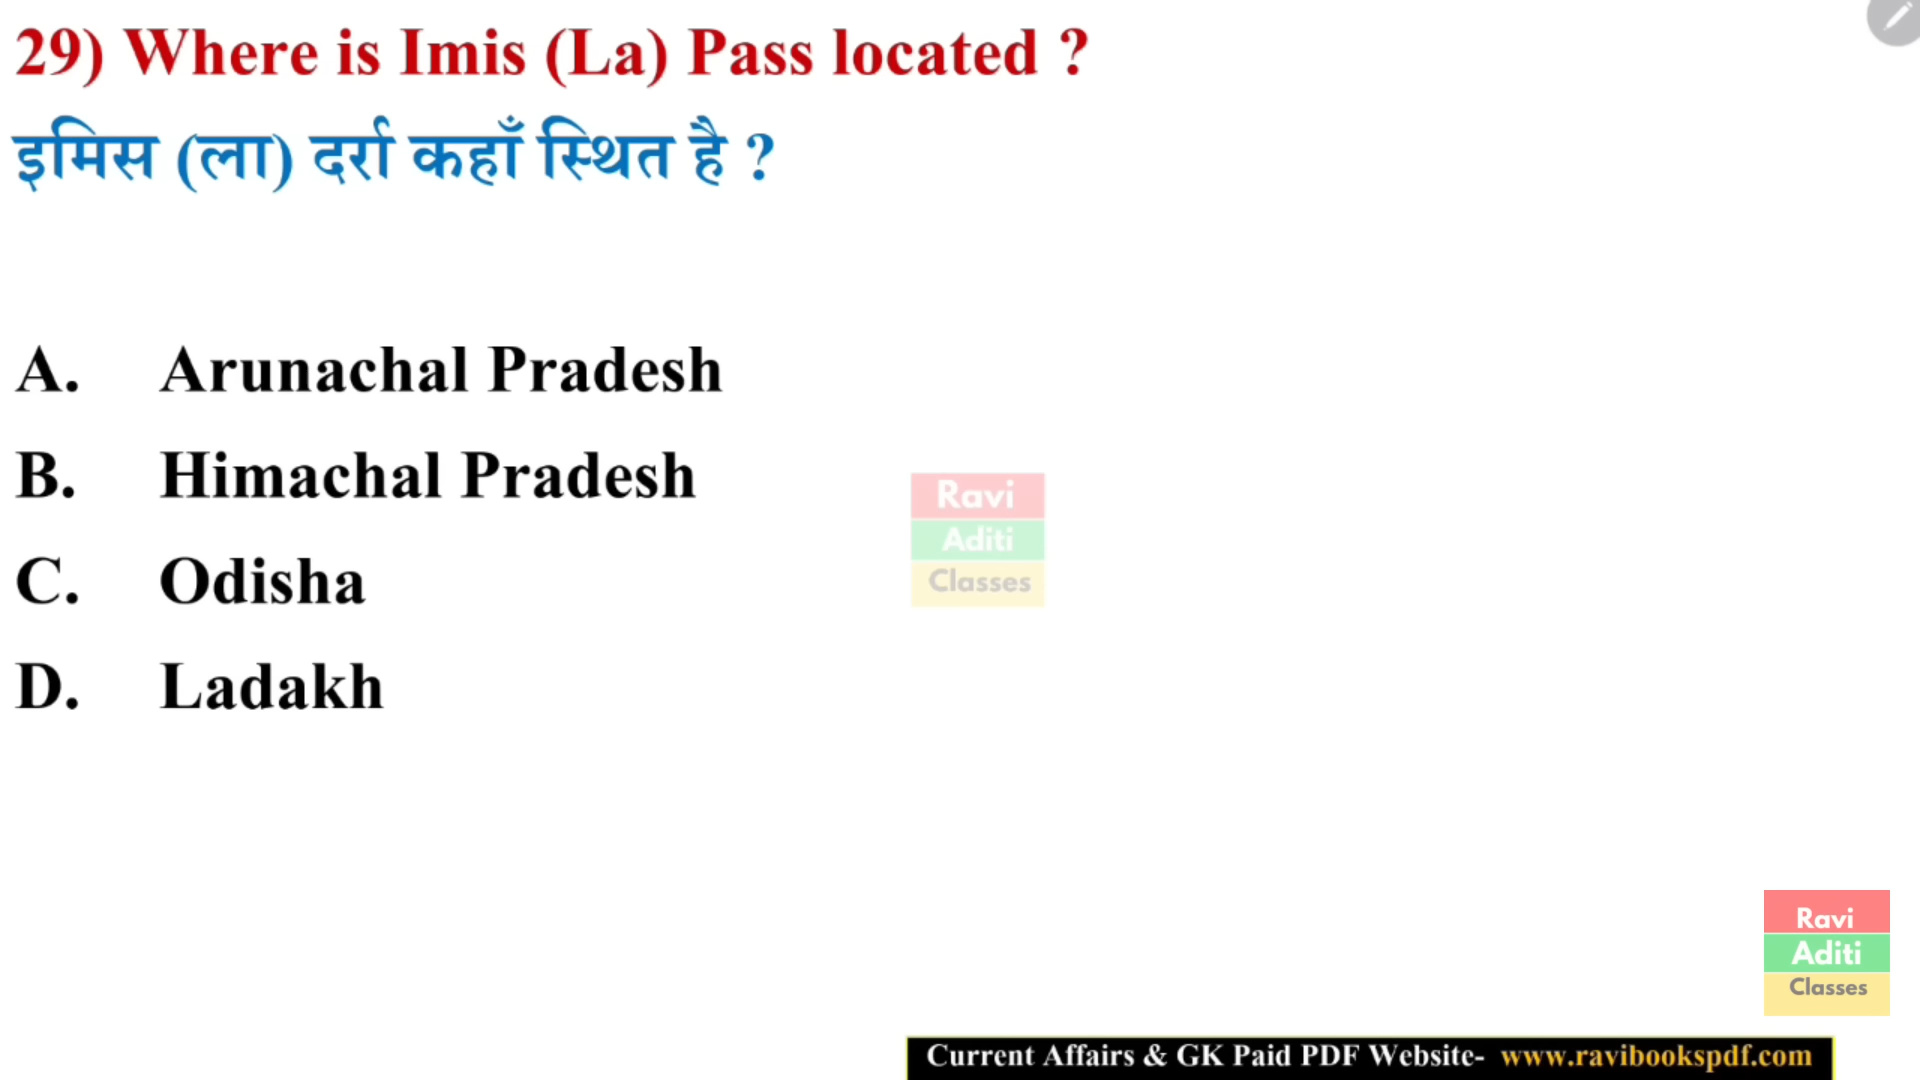 29) Where is Imis (La) Pass located ?
इमिस (ला) दर्रा कहाँ स्थित है ?
A. Arunachal Pradesh
B. Himachal Pradesh
C. Odisha
D. Ladakh
Ravi
Aditi
Classes
Ravi
Aditi
Classes
Current Affairs & GK Paid PDF Website- www.ravibookspdf.com